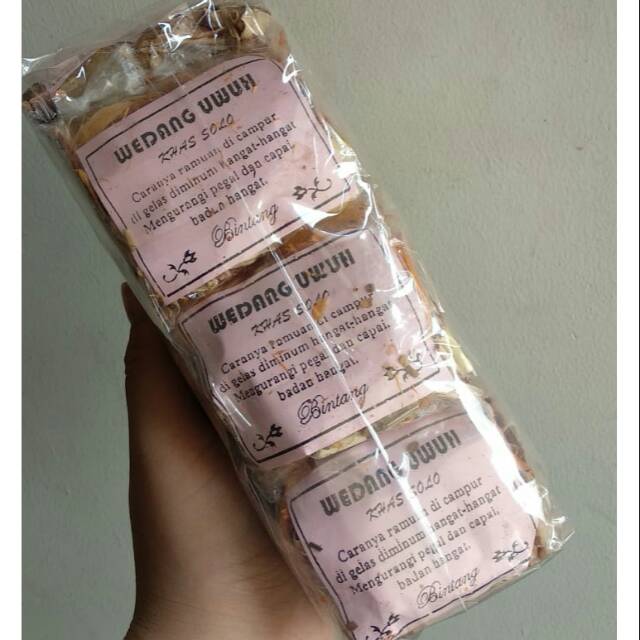 WEDANG UWUH
KHAS SOLO
Caranya ramuan di campur
di gelas diminum hangat-hangat
Mengurangi pegal dan capai,
badan hangat.
Bintang
WEDANG UWUH
KHAS SOLO
Caranya ramuan di campur
di gelas diminum hangat-hangat
Mengurangi pegal dan capai,
badan hangat.
Bintang
WEDANG UWUH
KHAS SOLO
Caranya ramuan di campur
di gelas diminum hangat-hangat
Mengurangi pegal dan capai,
badan hangat.
Bintang